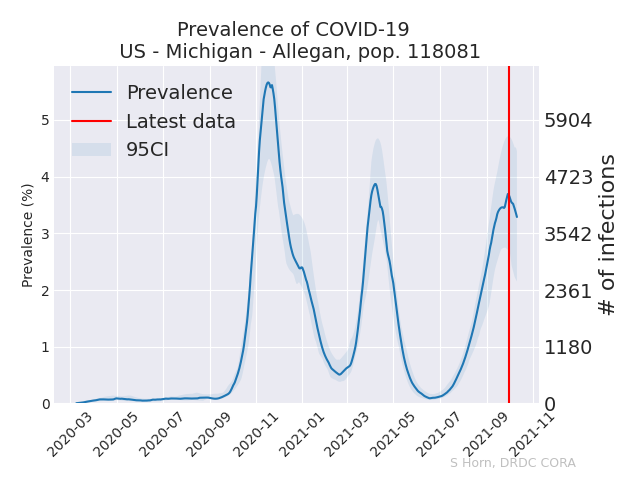 Prevalence of COVID-19
US - Michigan - Allegan, pop. 118081
Prevalence
Latest data
95CI
Prevalence (%)
5
4
3
2
1
0
5904
4723
3542
2361
1180
0
# of infections
2020-03
2020-05
2020-07
2020-09
2020-11
2021-01
2021-03
2021-05
2021-07
2021-09
2021-11
S Horn, DRDC CORA